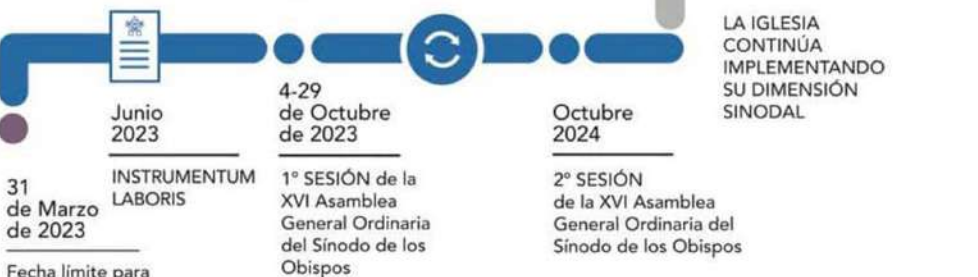 31
de Marzo
de 2023
Fecha límite para
Junio
2023
INSTRUMENTUM
LABORIS
4-29
de Octubre
de 2023
1º SESIÓN de la
XVI Asamblea
General Ordinaria
del Sínodo de los
Obispos
Octubre
2024
2º SESIÓN
de la XVI Asamblea
General Ordinaria del
Sínodo de los Obispos
LA IGLESIA
CONTINÚA
IMPLEMENTANDO
SU DIMENSIÓN
SINODAL